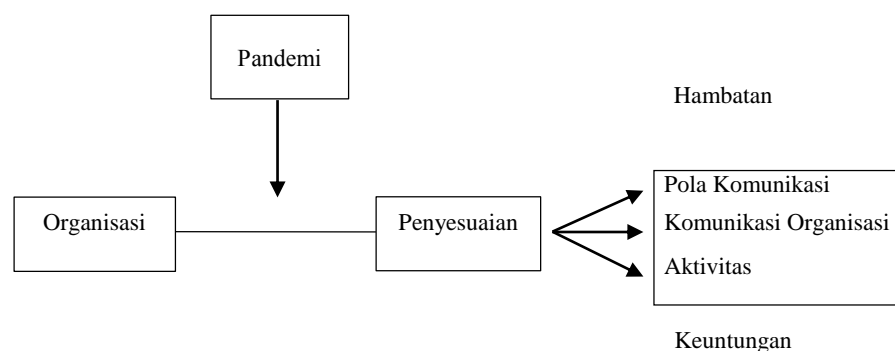 Pandemi
Hambatan
Organisasi
Penyesuaian
Pola Komunikasi
Komunikasi Organisasi
Aktivitas
Keuntungan